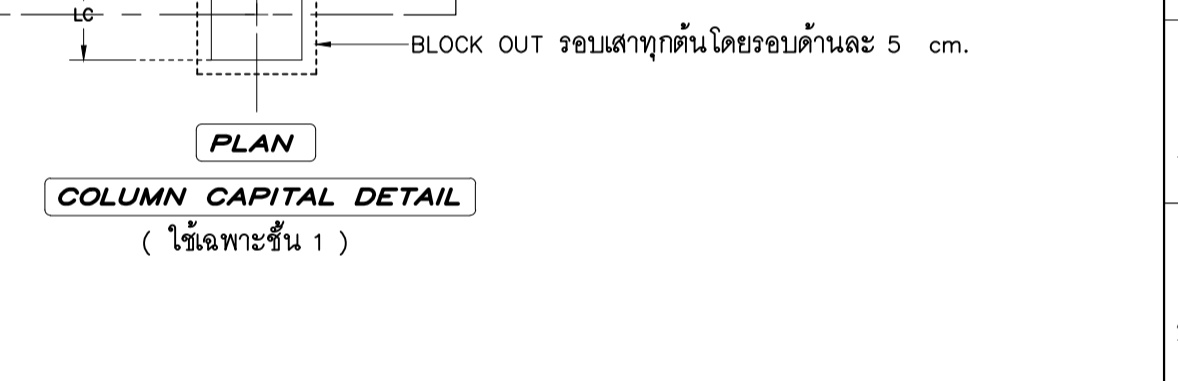 LC
BLOCK OUT รอบเสาทุกต้นโดยรอบด้านละ 5 cm.
PLAN
COLUMN CAPITAL DETAIL
( ใช้เฉพาะชั้น 1 )